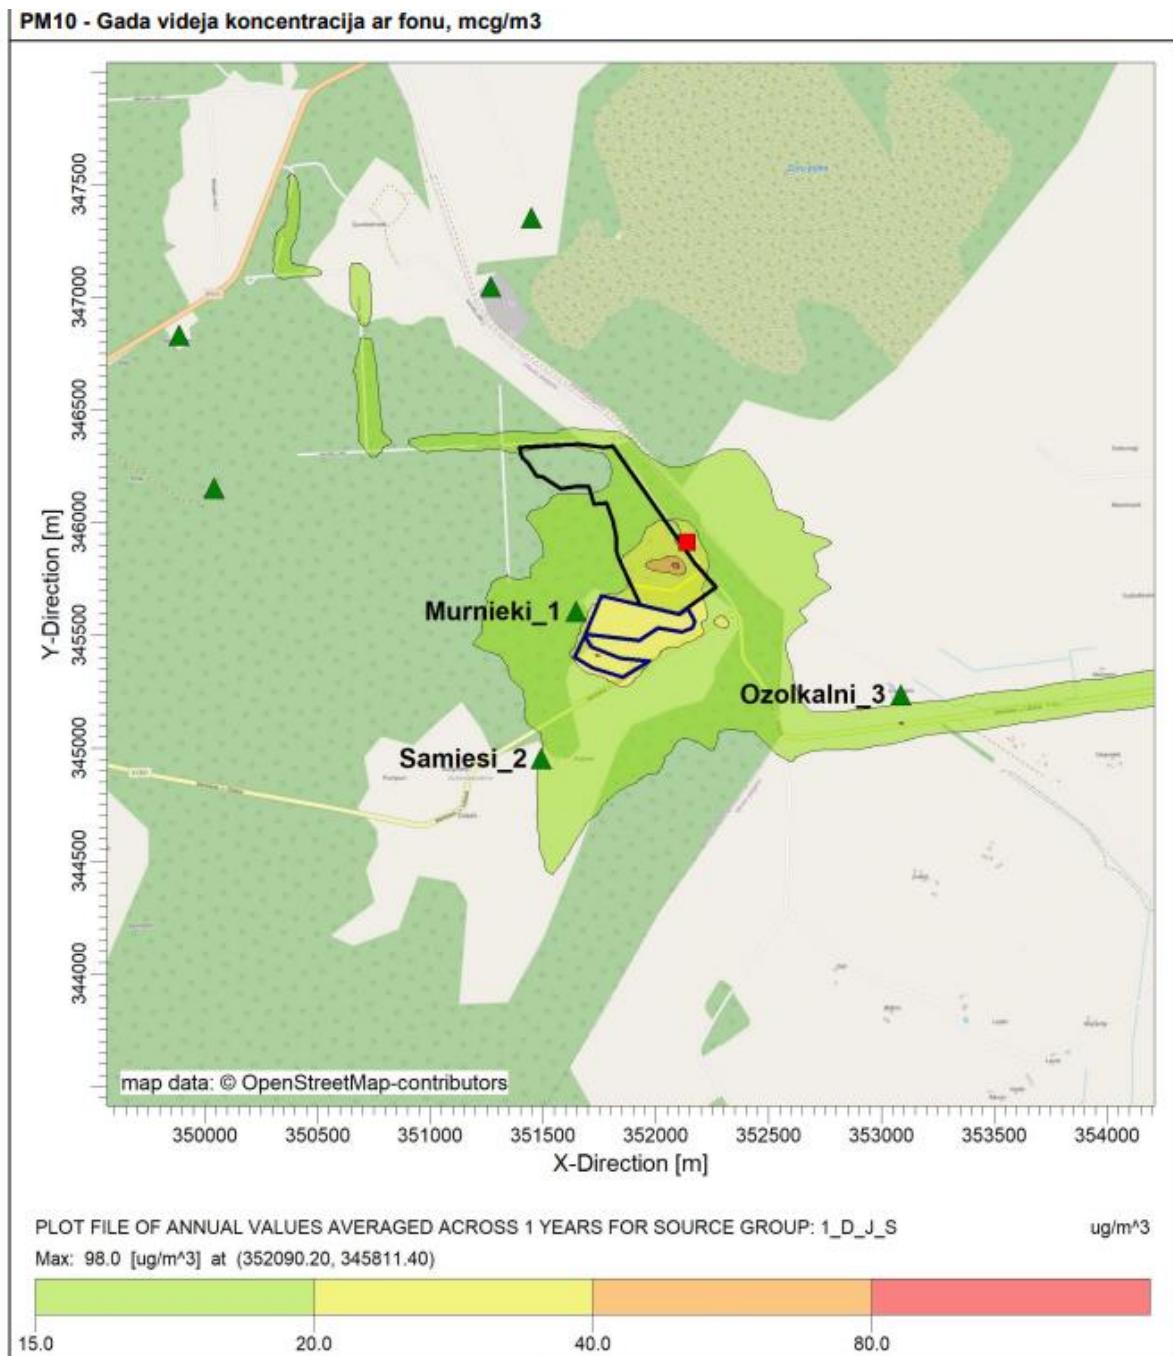 PM10 - Gada videja koncentracija ar fonu, mcg/m3
347500
347000
346500
346000
345500
345000
344500
344000
Y-Direction [m]
Murnieki_1
Ozolkalni_3
Samiesi_2
map data: © OpenStreetMap-contributors
350000 350500 351000 351500 352000 352500 353000 353500 354000
X-Direction [m]
PLOT FILE OF ANNUAL VALUES AVERAGED ACROSS 1 YEARS FOR SOURCE GROUP: 1_D_J_S ug/m^3
Max: 98.0 [ug/m^3] at (352090.20, 345811.40)
15.0 20.0 40.0 80.0